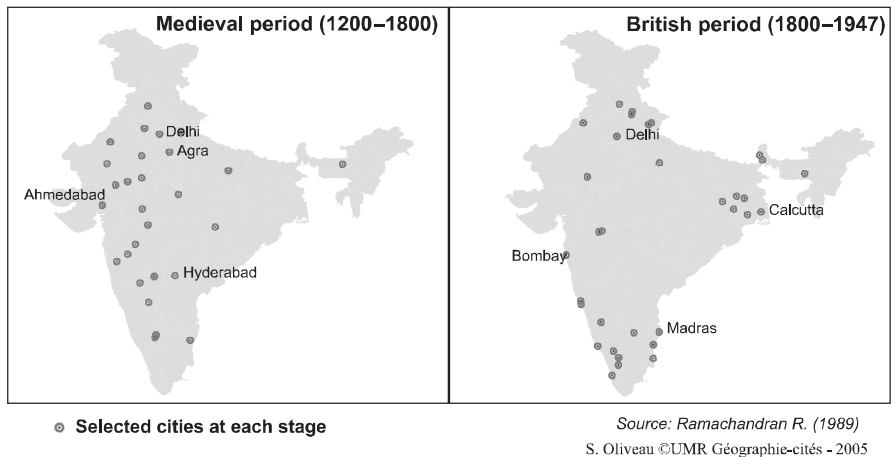 Medieval period (1200–1800)
Delhi
Agra
Ahmedabad
Hyderabad
British period (1800–1947)
Delhi
Calcutta
Bombay
Madras
Selected cities at each stage
Source: Ramachandran R. (1989)
S. Oliveau ©UMR Géographie-cités - 2005